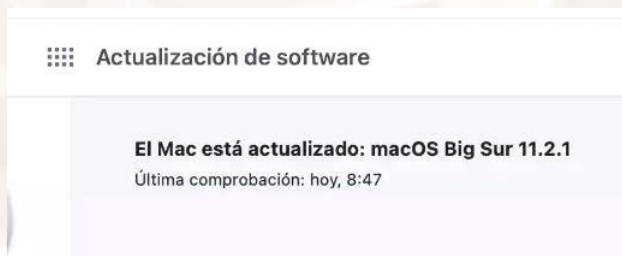 Actualización de software
El Mac está actualizado: macOS Big Sur 11.2.1
Última comprobación: hoy, 8:47